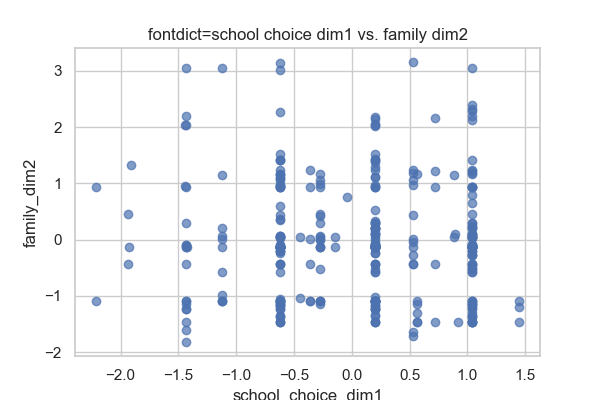 fontdict=school choice dim1 vs. family dim2
3
2
1
0
−1
−2
family_dim2
−2.0 −1.5 −1.0 −0.5 0.0 0.5 1.0 1.5
school_choice_dim1